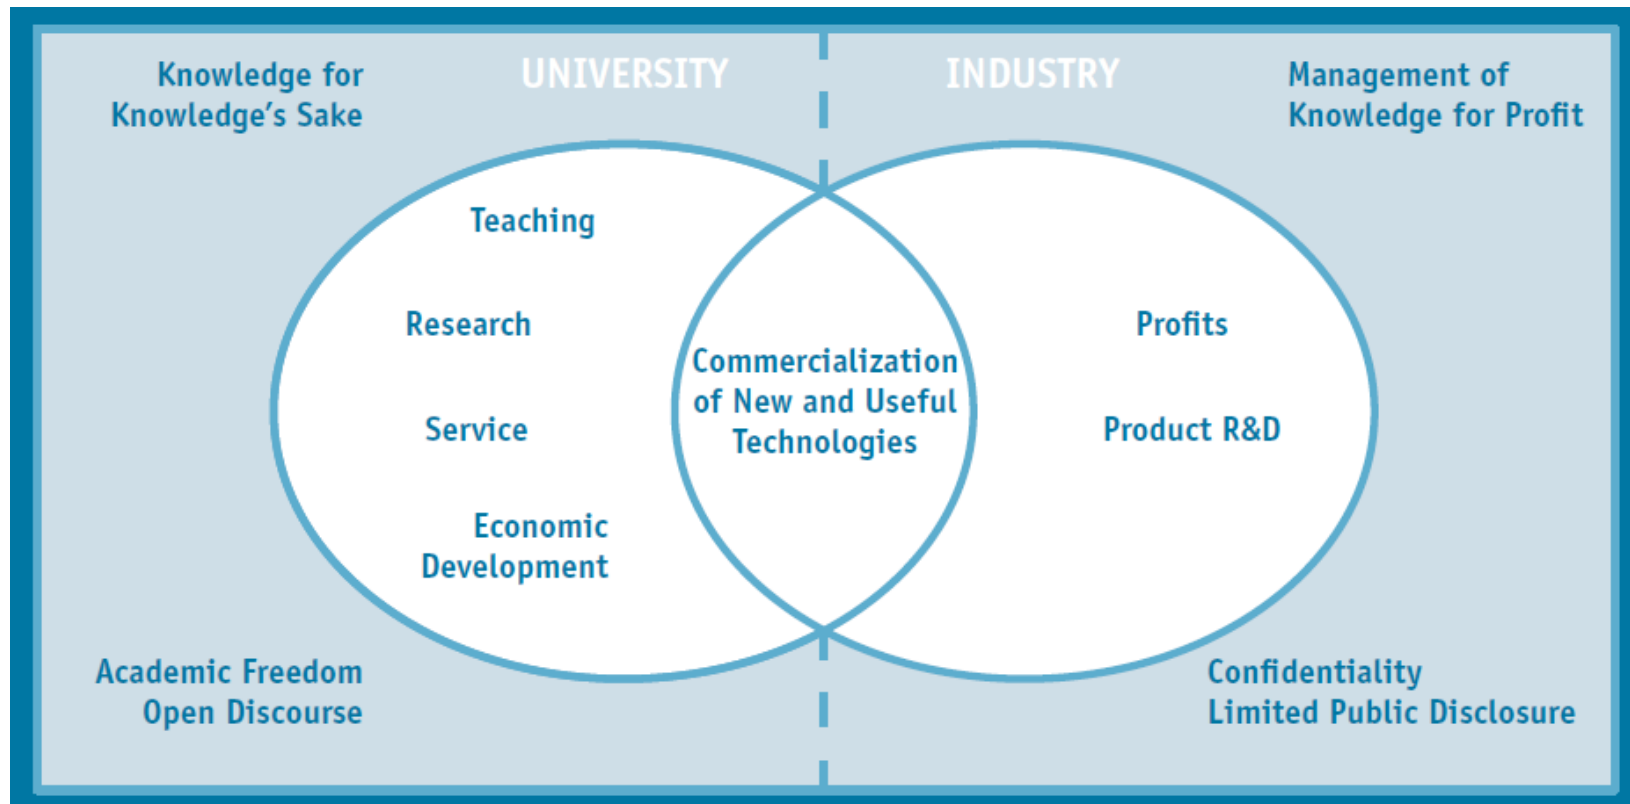 Knowledge for
Knowledge’s Sake
UNIVERSITY
INDUSTRY
Management of
Knowledge for Profit
Teaching
Research
Service
Economic
Development
Commercialization
of New and Useful
Technologies
Profits
Product R&D
Academic Freedom
Open Discourse
Confidentiality
Limited Public Disclosure